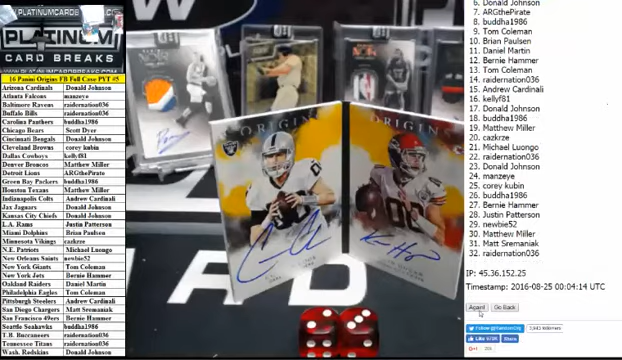 PLATINUMCARDBREAKS
PLATINUM
CARD BREAKS
WWW.PLATINUMCARDBREAKS.COM
16 Panini Origins FB Full Case PYT #5
Arizona Cardinals Donald Johnson
Atlanta Falcons manzeye
Baltimore Ravens raidernation036
Buffalo Bills raidernation036
Carolina Panthers buddha1986
Chicago Bears Scott Dyer
Cincinnati Bengals Donald Johnson
Cleveland Browns corey kubin
Dallas Cowboys kellyf81
Denver Broncos Matthew Miller
Detroit Lions ARGthePirate
Green Bay Packers buddha1986
Houston Texans Matthew Miller
Indianapolis Colts Andrew Cardinali
Jax Jaguars Donald Johnson
Kansas City Chiefs Donald Johnson
L.A. Rams Justin Patterson
Miami Dolphins Brian Paulsen
Minnesota Vikings cazkrze
N.E. Patriots Michael Luongo
New Orleans Saints newbie52
New York Giants Tom Coleman
New York Jets Bernie Hammer
Oakland Raiders Daniel Martin
Philadelphia Eagles Tom Coleman
Pittsburgh Steelers Andrew Cardinali
San Diego Chargers Matt Sremaniak
San Francisco 49ers Bernie Hammer
Seattle Seahawks buddha1986
T.B. Buccaneers raidernation036
Tennessee Titans raidernation036
Wash. Redskins Donald Johnson
ORIGINS
ORIGINS
6. Donald Johnson
7. ARGthePirate
8. buddha1986
9. Tom Coleman
10. Brian Paulsen
11. Daniel Martin
12. Bernie Hammer
13. Tom Coleman
14. raidernation036
15. Andrew Cardinali
16. kellyf81
17. Donald Johnson
18. buddha1986
19. Matthew Miller
20. cazkrze
21. Michael Luongo
22. raidernation036
23. Donald Johnson
24. manzeye
25. corey kubin
26. buddha1986
27. Bernie Hammer
28. Justin Patterson
29. newbie52
30. Matthew Miller
31. Matt Sremaniak
32. raidernation036
IP: 45.36.152.25
Timestamp: 2016-08-25 00:04:14 UTC
Again! Go Back